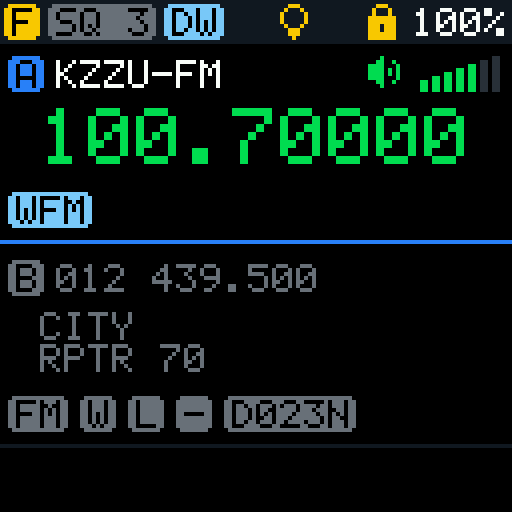 F SQ 3 DW 100%
A KZZU-FM
100.70000
WFM
B 012 439.500
CITY
RPTR 70
FM W L - D023N